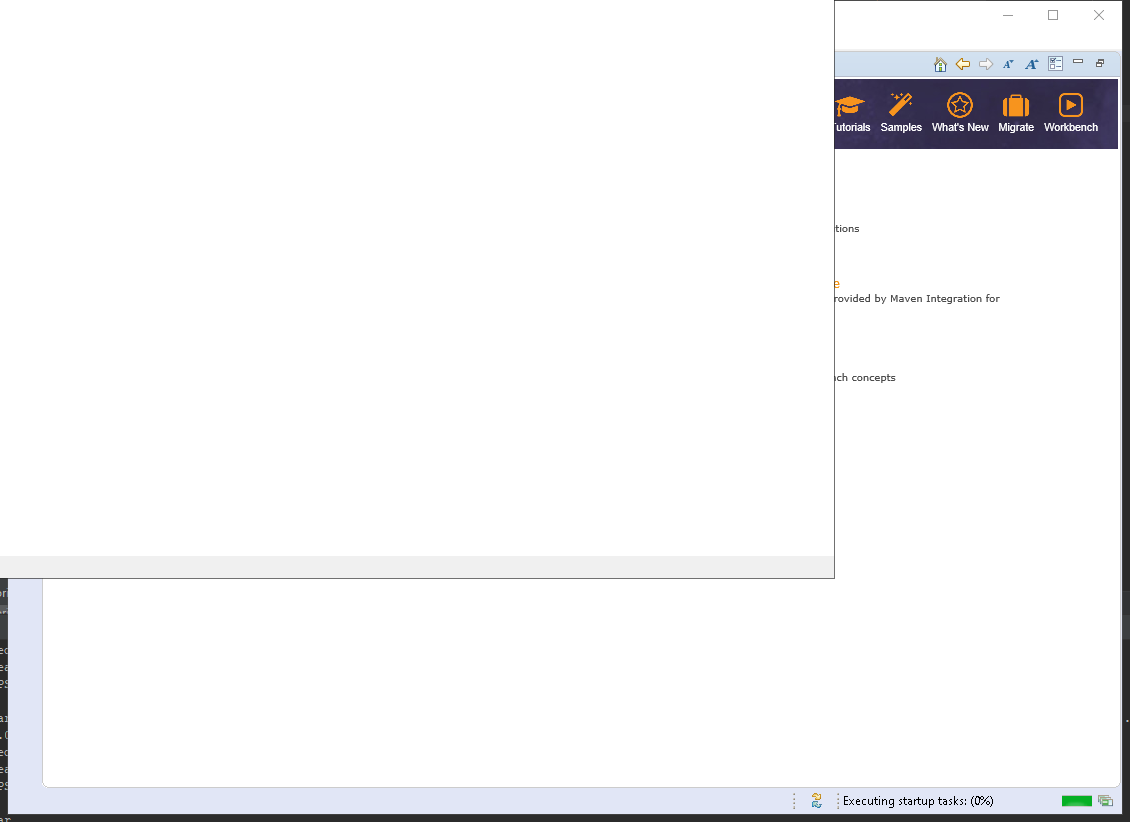 Tutorials Samples What's New Migrate Workbench
tions
e
rovided by Maven Integration for
ch concepts
Executing startup tasks: (0%)